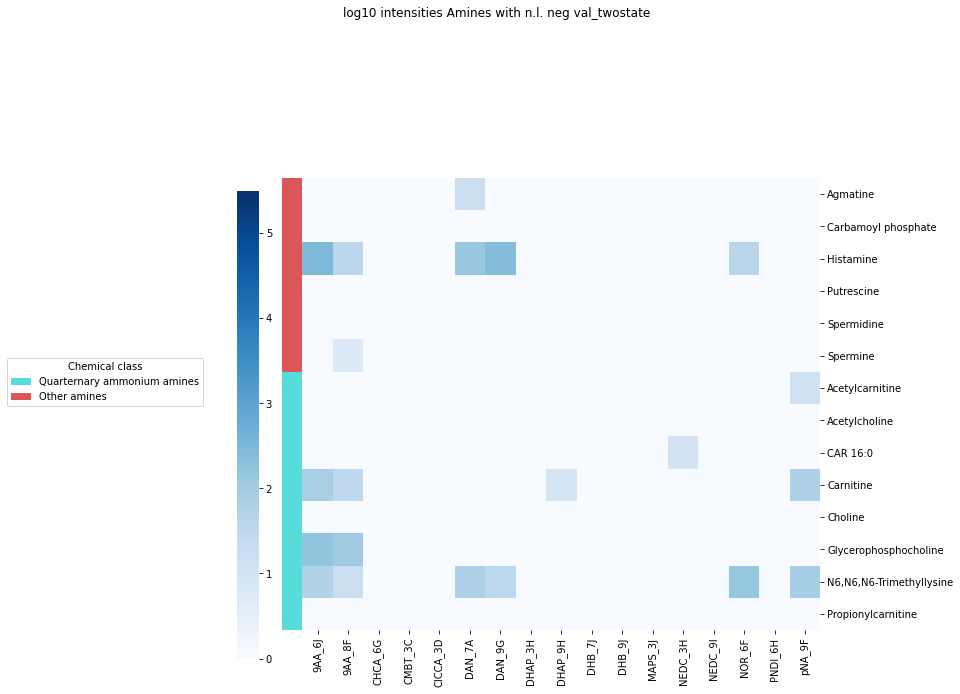 log10 intensities Amines with n.l. neg val_twostate
Chemical class
Quarternary ammonium amines
Other amines
5
4
3
2
1
0
Agmatine
Carbamoyl phosphate
Histamine
Putrescine
Spermidine
Spermine
Acetylcarnitine
Acetylcholine
CAR 16:0
Carnitine
Choline
Glycerophosphocholine
N6,N6,N6-Trimethyllysine
Propionylcarnitine
9AA_6J
9AA_8F
CHCA_6G
CMBT_3C
ClCCA_3D
DAN_7A
DAN_9G
DHAP_3H
DHAP_9H
DHB_7J
DHB_9J
MAPS_3J
NEDC_3H
NEDC_9I
NOR_6F
PNDI_6H
pNA_9F